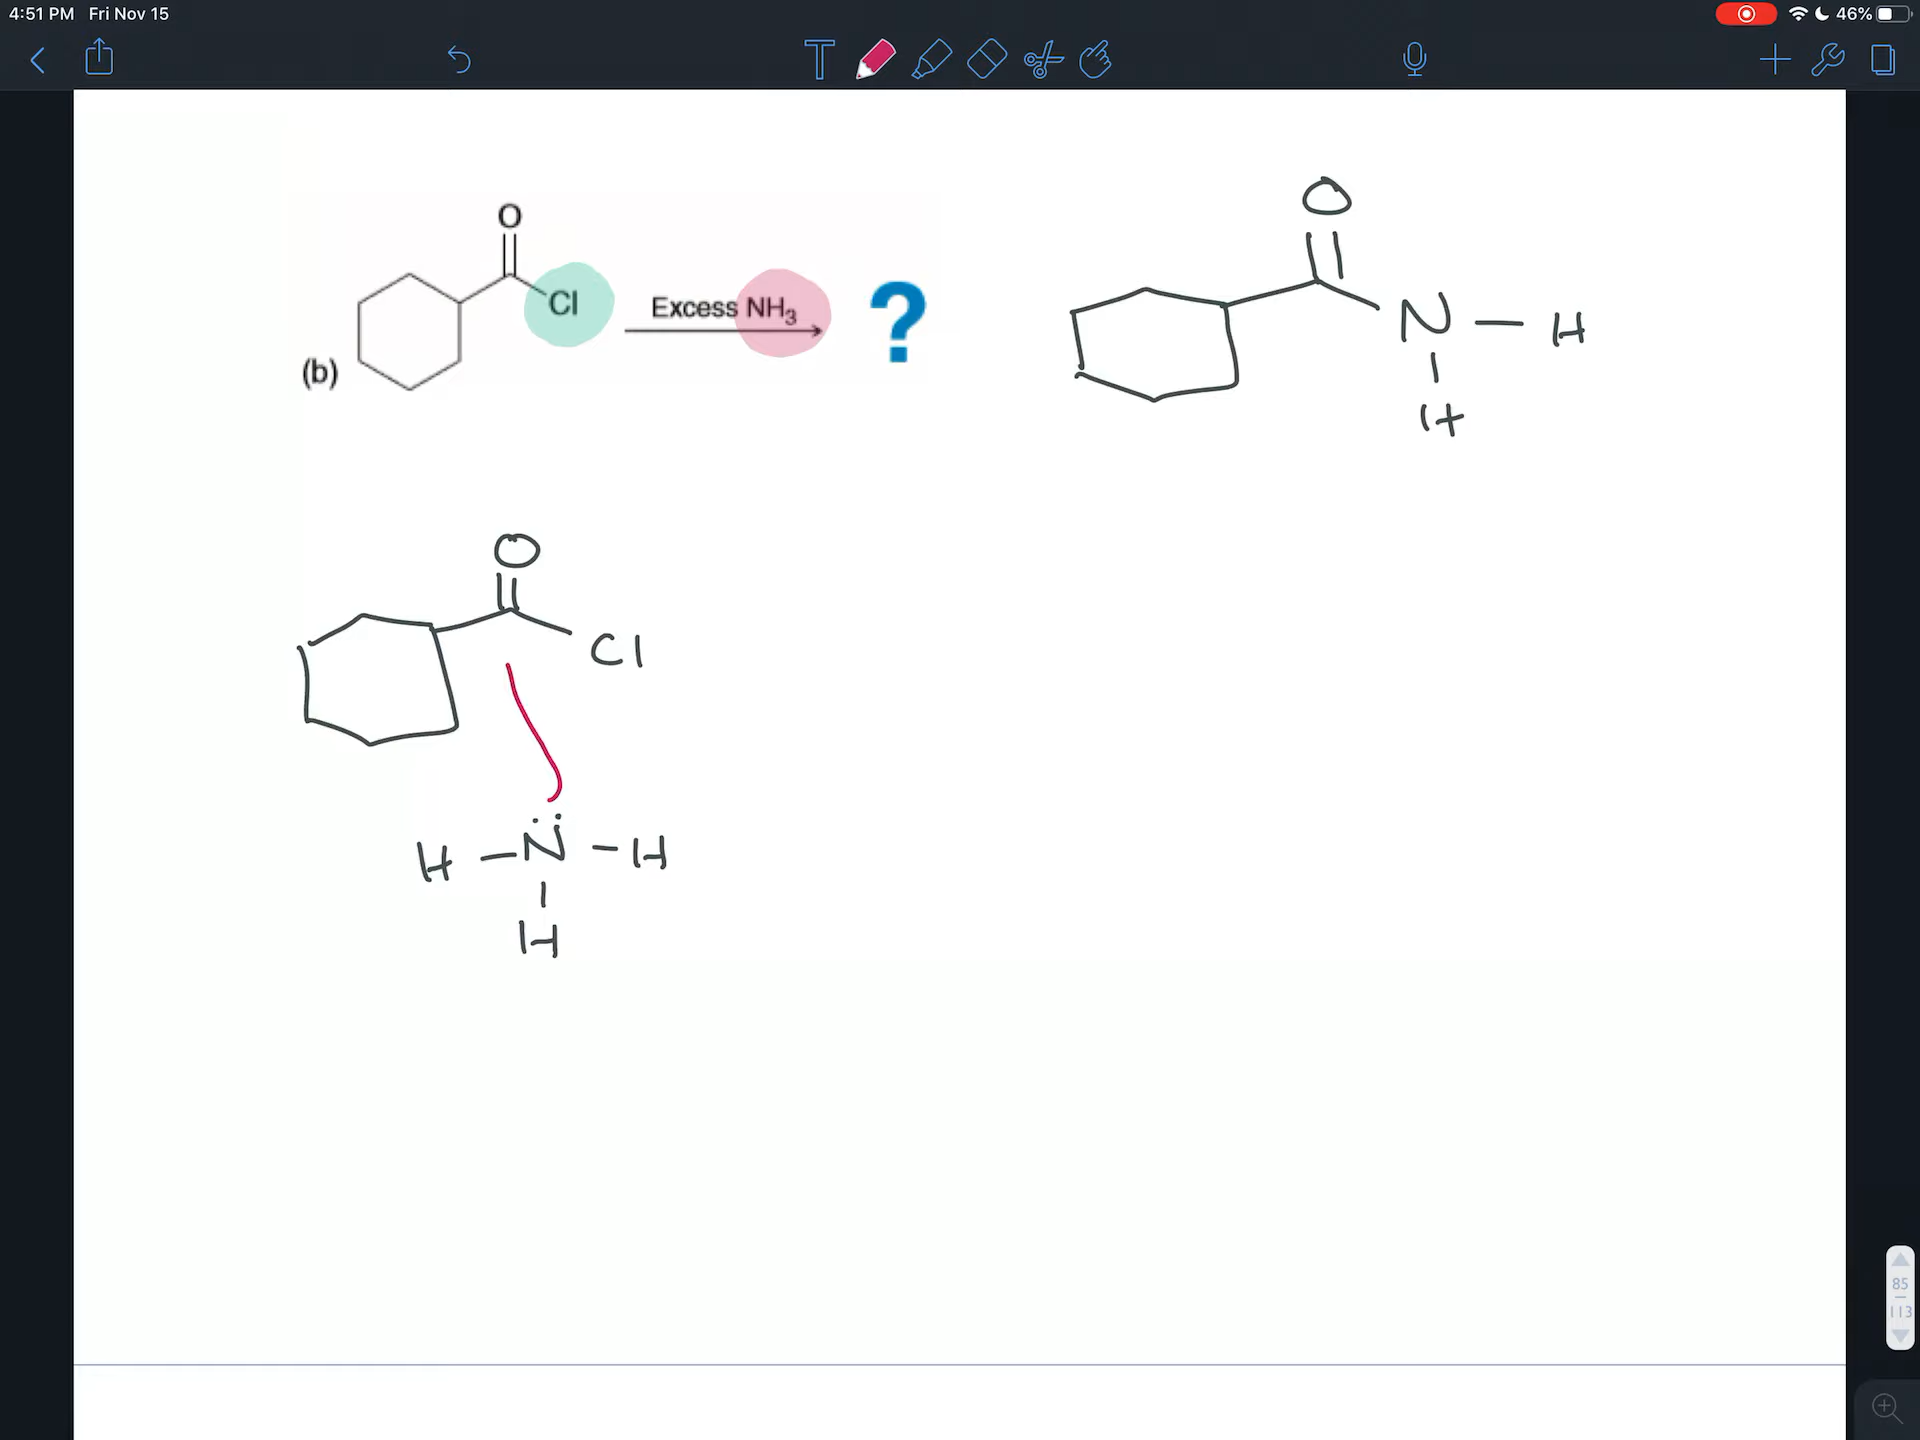 4:51 PM Fri Nov 15
46%
T
O
Cl
Excess NH₃
?
(b)
O
N — H
H
O
Cl
H — N — H
H
85
113